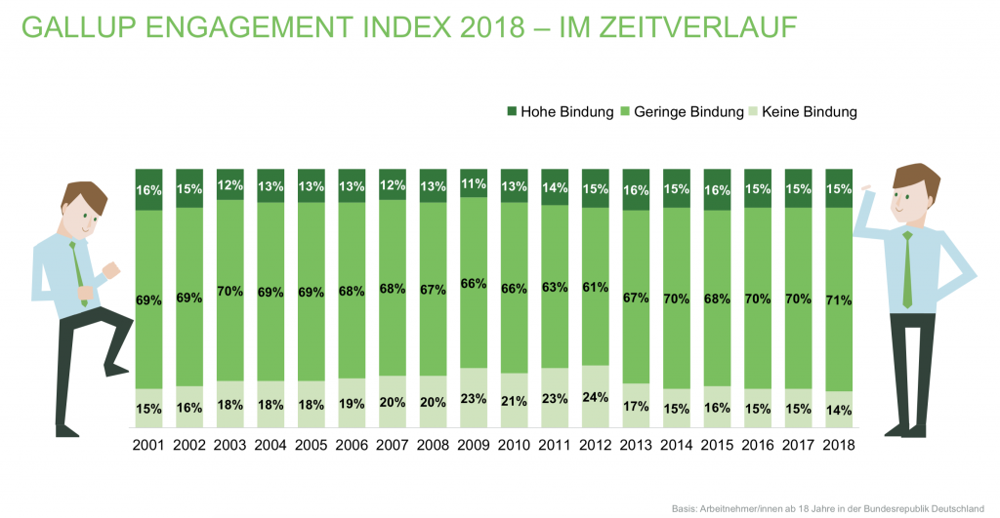 GALLUP ENGAGEMENT INDEX 2018 – IM ZEITVERLAUF
Hohe Bindung Geringe Bindung Keine Bindung
16% 15% 12% 13% 13% 13% 12% 13% 11% 13% 14% 15% 16% 15% 16% 15% 15% 15%
69% 69% 70% 69% 69% 68% 68% 67% 66% 66% 63% 61% 67% 70% 68% 70% 70% 71%
15% 16% 18% 18% 18% 19% 20% 20% 23% 21% 23% 24% 17% 15% 16% 15% 15% 14%
2001 2002 2003 2004 2005 2006 2007 2008 2009 2010 2011 2012 2013 2014 2015 2016 2017 2018
Basis: Arbeitnehmer/innen ab 18 Jahre in der Bundesrepublik Deutschland